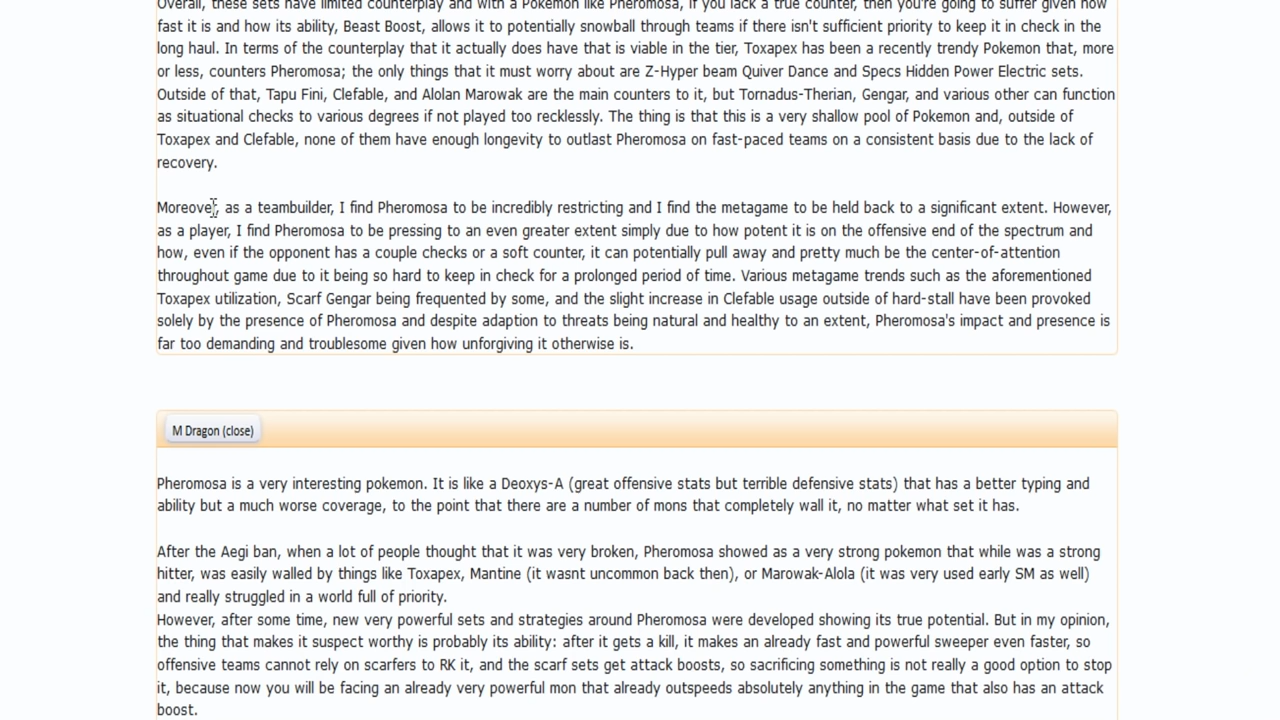 Overall, these sets have limited counterplay and with a Pokemon like Pheromosa, if you lack a true counter, then you're going to suffer given how
fast it is and how its ability, Beast Boost, allows it to potentially snowball through teams if there isn't sufficient priority to keep it in check in the
long haul. In terms of the counterplay that it actually does have that is viable in the tier, Toxapex has been a recently trendy Pokemon that, more
or less, counters Pheromosa; the only things that it must worry about are Z-Hyper beam Quiver Dance and Specs Hidden Power Electric sets.
Outside of that, Tapu Fini, Clefable, and Alolan Marowak are the main counters to it, but Tornadus-Therian, Gengar, and various other can function
as situational checks to various degrees if not played too recklessly. The thing is that this is a very shallow pool of Pokemon and, outside of
Toxapex and Clefable, none of them have enough longevity to outlast Pheromosa on fast-paced teams on a consistent basis due to the lack of
recovery.
Moreover, as a teambuilder, I find Pheromosa to be incredibly restricting and I find the metagame to be held back to a significant extent. However,
as a player, I find Pheromosa to be pressing to an even greater extent simply due to how potent it is on the offensive end of the spectrum and
how, even if the opponent has a couple checks or a soft counter, it can potentially pull away and pretty much be the center-of-attention
throughout game due to it being so hard to keep in check for a prolonged period of time. Various metagame trends such as the aforementioned
Toxapex utilization, Scarf Gengar being frequented by some, and the slight increase in Clefable usage outside of hard-stall have been provoked
solely by the presence of Pheromosa and despite adaption to threats being natural and healthy to an extent, Pheromosa's impact and presence is
far too demanding and troublesome given how unforgiving it otherwise is.
M Dragon (close)
Pheromosa is a very interesting pokemon. It is like a Deoxys-A (great offensive stats but terrible defensive stats) that has a better typing and
ability but a much worse coverage, to the point that there are a number of mons that completely wall it, no matter what set it has.
After the Aegi ban, when a lot of people thought that it was very broken, Pheromosa showed as a very strong pokemon that while was a strong
hitter, was easily walled by things like Toxapex, Mantine (it wasnt uncommon back then), or Marowak-Alola (it was very used early SM as well)
and really struggled in a world full of priority.
However, after some time, new very powerful sets and strategies around Pheromosa were developed showing its true potential. But in my opinion,
the thing that makes it suspect worthy is probably its ability: after it gets a kill, it makes an already fast and powerful sweeper even faster, so
offensive teams cannot rely on scarfers to RK it, and the scarf sets get attack boosts, so sacrificing something is not really a good option to stop
it, because now you will be facing an already very powerful mon that already outspeeds absolutely anything in the game that also has an attack
boost.